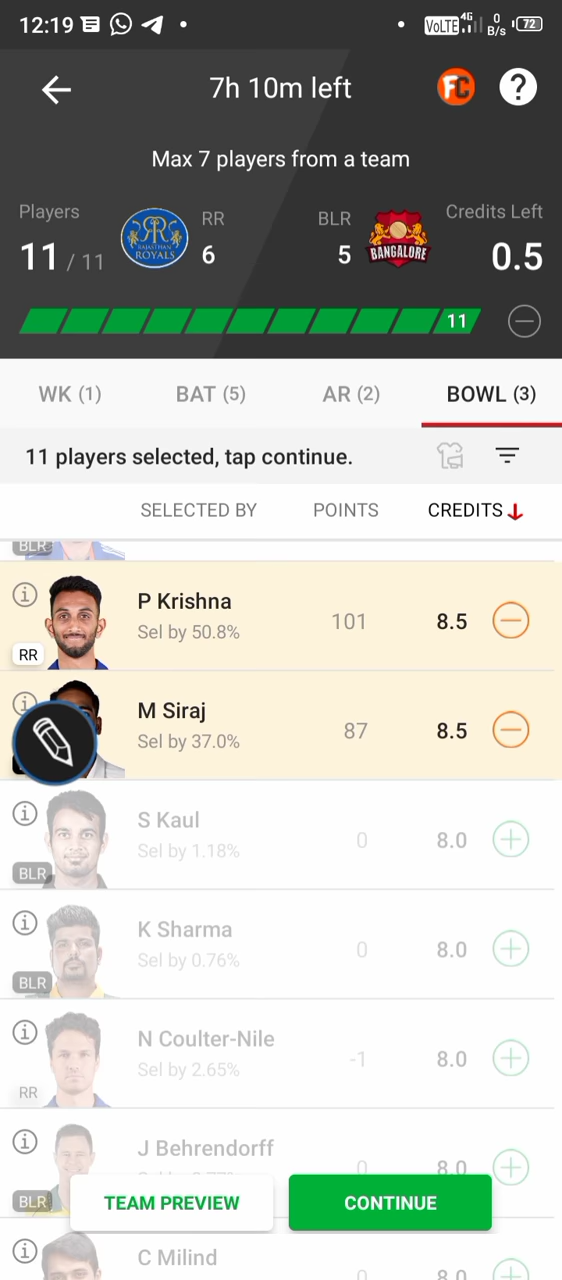 12:19
VoLTE 4G 0 B/s 72
7h 10m left
FC ?
Max 7 players from a team
Players RR BLR Credits Left
11 / 11 6 5 0.5
RAJASTHAN ROYALS
BANGALORE
11
WK (1) BAT (5) AR (2) BOWL (3)
11 players selected, tap continue.
SELECTED BY POINTS CREDITS
BLR
P Krishna
Sel by 50.8% 101 8.5
RR
M Siraj
Sel by 37.0% 87 8.5
S Kaul
Sel by 1.18% 0 8.0
BLR
K Sharma
Sel by 0.76% 0 8.0
BLR
N Coulter-Nile
Sel by 2.65% -1 8.0
RR
J Behrendorff
0 8.0
BLR
TEAM PREVIEW CONTINUE
C Milind
0 8.0